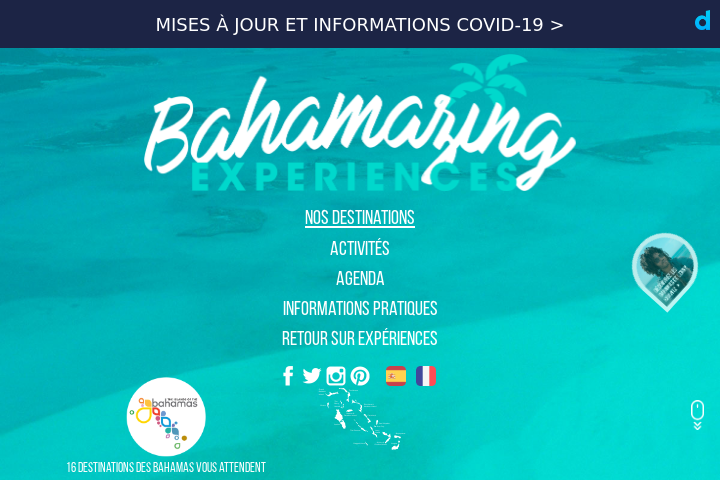 MISES À JOUR ET INFORMATIONS COVID-19 >
d
Bahamazing
EXPERIENCES
NOS DESTINATIONS
ACTIVITÉS
AGENDA
INFORMATIONS PRATIQUES
RETOUR SUR EXPÉRIENCES
bahamas
16 DESTINATIONS DES BAHAMAS VOUS ATTENDENT